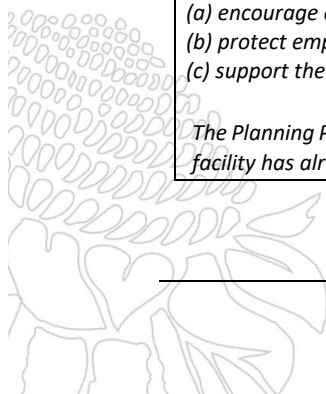 (a) encourage
(b) protect emp
(c) support the
The Planning P
facility has alr